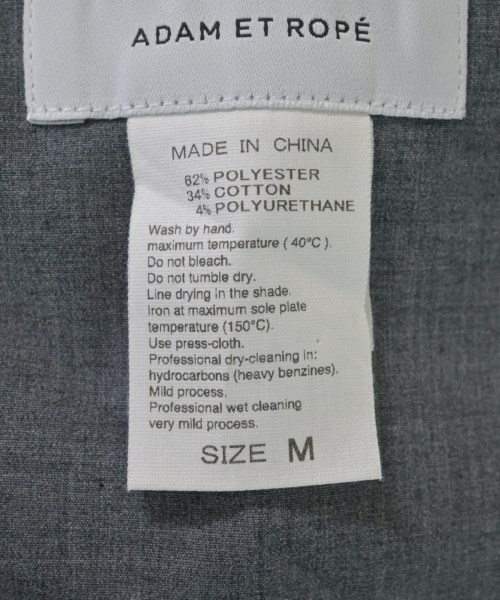 ADAM ET ROPÉ
MADE IN CHINA
62% POLYESTER
34% COTTON
4% POLYURETHANE
Wash by hand.
maximum temperature ( 40°C ).
Do not bleach.
Do not tumble dry.
Line drying in the shade.
Iron at maximum sole plate
temperature (150°C).
Use press-cloth.
Professional dry-cleaning in:
hydrocarbons (heavy benzines).
Mild process.
Professional wet cleaning
very mild process.
SIZE M